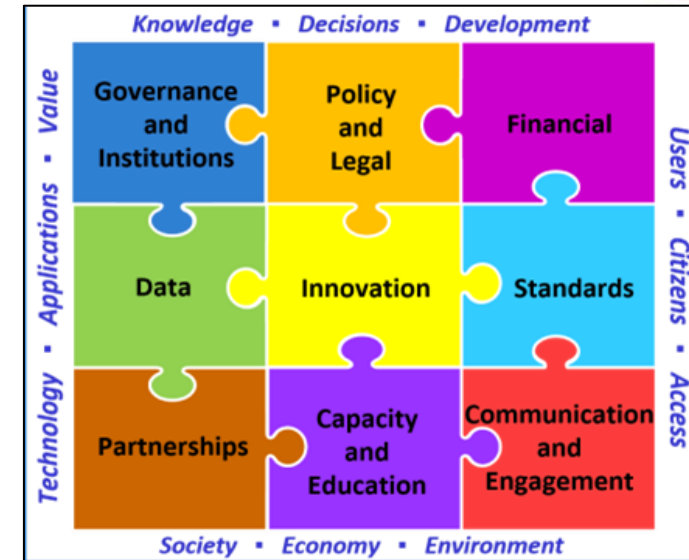 Knowledge ▪ Decisions ▪ Development
Technology ▪ Applications ▪ Value
Governance
and
Institutions
Policy
and
Legal
Financial
Data
Innovation
Standards
Partnerships
Capacity
and
Education
Communication
and
Engagement
Users ▪ Citizens ▪ Access
Society ▪ Economy ▪ Environment